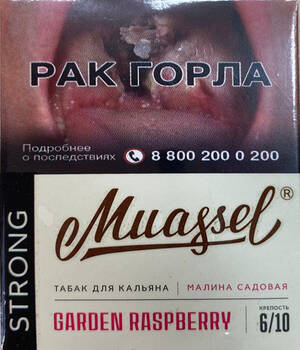 РАК ГОРЛА
Подробнее
о последствиях 8 800 200 0 200
STRONG
Muassel®
ТАБАК ДЛЯ КАЛЬЯНА | МАЛИНА САДОВАЯ
GARDEN RASPBERRY
КРЕПОСТЬ
6/10